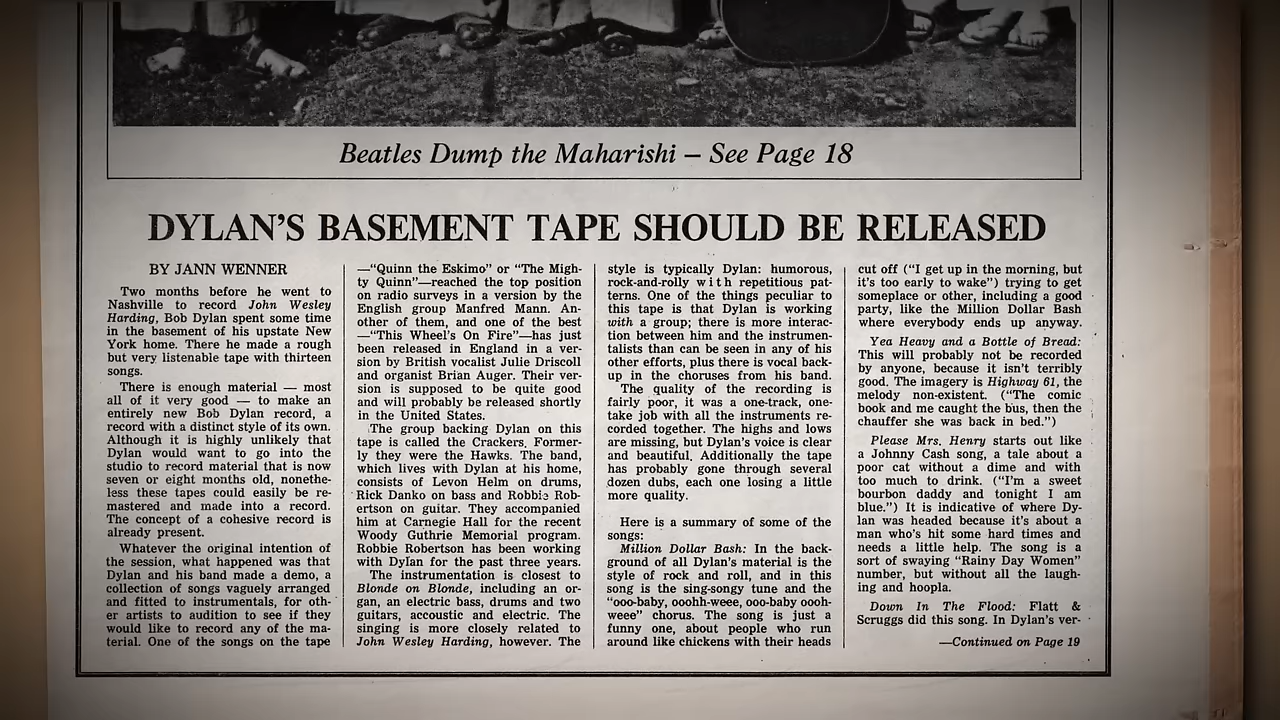 Beatles Dump the Maharishi – See Page 18
DYLAN'S BASEMENT TAPE SHOULD BE RELEASED
BY JANN WENNER
Two months before he went to
Nashville to record John Wesley
Harding, Bob Dylan spent some time
in the basement of his upstate New
York home. There he made a rough
but very listenable tape with thirteen
songs.
There is enough material — most
all of it very good — to make an
entirely new Bob Dylan record, a
record with a distinct style of its own.
Although it is highly unlikely that
Dylan would want to go into the
studio to record material that is now
seven or eight months old, nonethe-
less these tapes could easily be re-
mastered and made into a record.
The concept of a cohesive record is
already present.
Whatever the original intention of
the session, what happened was that
Dylan and his band made a demo, a
collection of songs vaguely arranged
and fitted to instrumentals, for oth-
er artists to audition to see if they
would like to record any of the ma-
terial. One of the songs on the tape
—"Quinn the Eskimo" or "The Migh-
ty Quinn"—reached the top position
on radio surveys in a version by the
English group Manfred Mann. An-
other of them, and one of the best
—"This Wheel's On Fire"—has just
been released in England in a ver-
sion by British vocalist Julie Driscoll
and organist Brian Auger. Their ver-
sion is supposed to be quite good
and will probably be released shortly
in the United States.
The group backing Dylan on this
tape is called the Crackers. Former-
ly they were the Hawks. The band,
which lives with Dylan at his home,
consists of Levon Helm on drums,
Rick Danko on bass and Robbie Rob-
ertson on guitar. They accompanied
him at Carnegie Hall for the recent
Woody Guthrie Memorial program.
Robbie Robertson has been working
with Dylan for the past three years.
The instrumentation is closest to
Blonde on Blonde, including an or-
gan, an electric bass, drums and two
guitars, accoustic and electric. The
singing is more closely related to
John Wesley Harding, however. The
style is typically Dylan: humorous,
rock-and-rolly with repetitious pat-
terns. One of the things peculiar to
this tape is that Dylan is working
with a group; there is more interac-
tion between him and the instrumen-
talists than can be seen in any of his
other efforts, plus there is vocal back-
up in the choruses from his band.
The quality of the recording is
fairly poor, it was a one-track, one-
take job with all the instruments re-
corded together. The highs and lows
are missing, but Dylan's voice is clear
and beautiful. Additionally the tape
has probably gone through several
dozen dubs, each one losing a little
more quality.
Here is a summary of some of the
songs:
Million Dollar Bash: In the back-
ground of all Dylan's material is the
style of rock and roll, and in this
song is the sing-songy tune and the
"ooo-baby, ooohh-weee, ooo-baby oooh-
weee" chorus. The song is just a
funny one, about people who run
around like chickens with their heads
cut off ("I get up in the morning, but
it's too early to wake") trying to get
someplace or other, including a good
party, like the Million Dollar Bash
where everybody ends up anyway.
Yea Heavy and a Bottle of Bread:
This will probably not be recorded
by anyone, because it isn't terribly
good. The imagery is Highway 61, the
melody non-existent. ("The comic
book and me caught the bus, then the
chauffer she was back in bed.")
Please Mrs. Henry starts out like
a Johnny Cash song, a tale about a
poor cat without a dime and with
too much to drink. ("I'm a sweet
bourbon daddy and tonight I am
blue.") It is indicative of where Dy-
lan was headed because it's about a
man who's hit some hard times and
needs a little help. The song is a
sort of swaying "Rainy Day Women"
number, but without all the laugh-
ing and hoopla.
Down In The Flood: Flatt &
Scruggs did this song. In Dylan's ver-
—Continued on Page 19